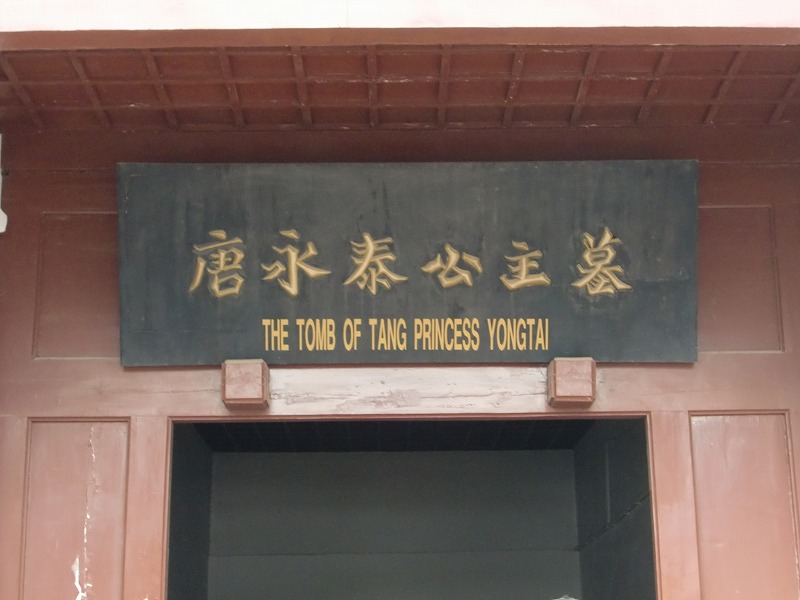 唐永泰公主墓
THE TOMB OF TANG PRINCESS YONGTAI